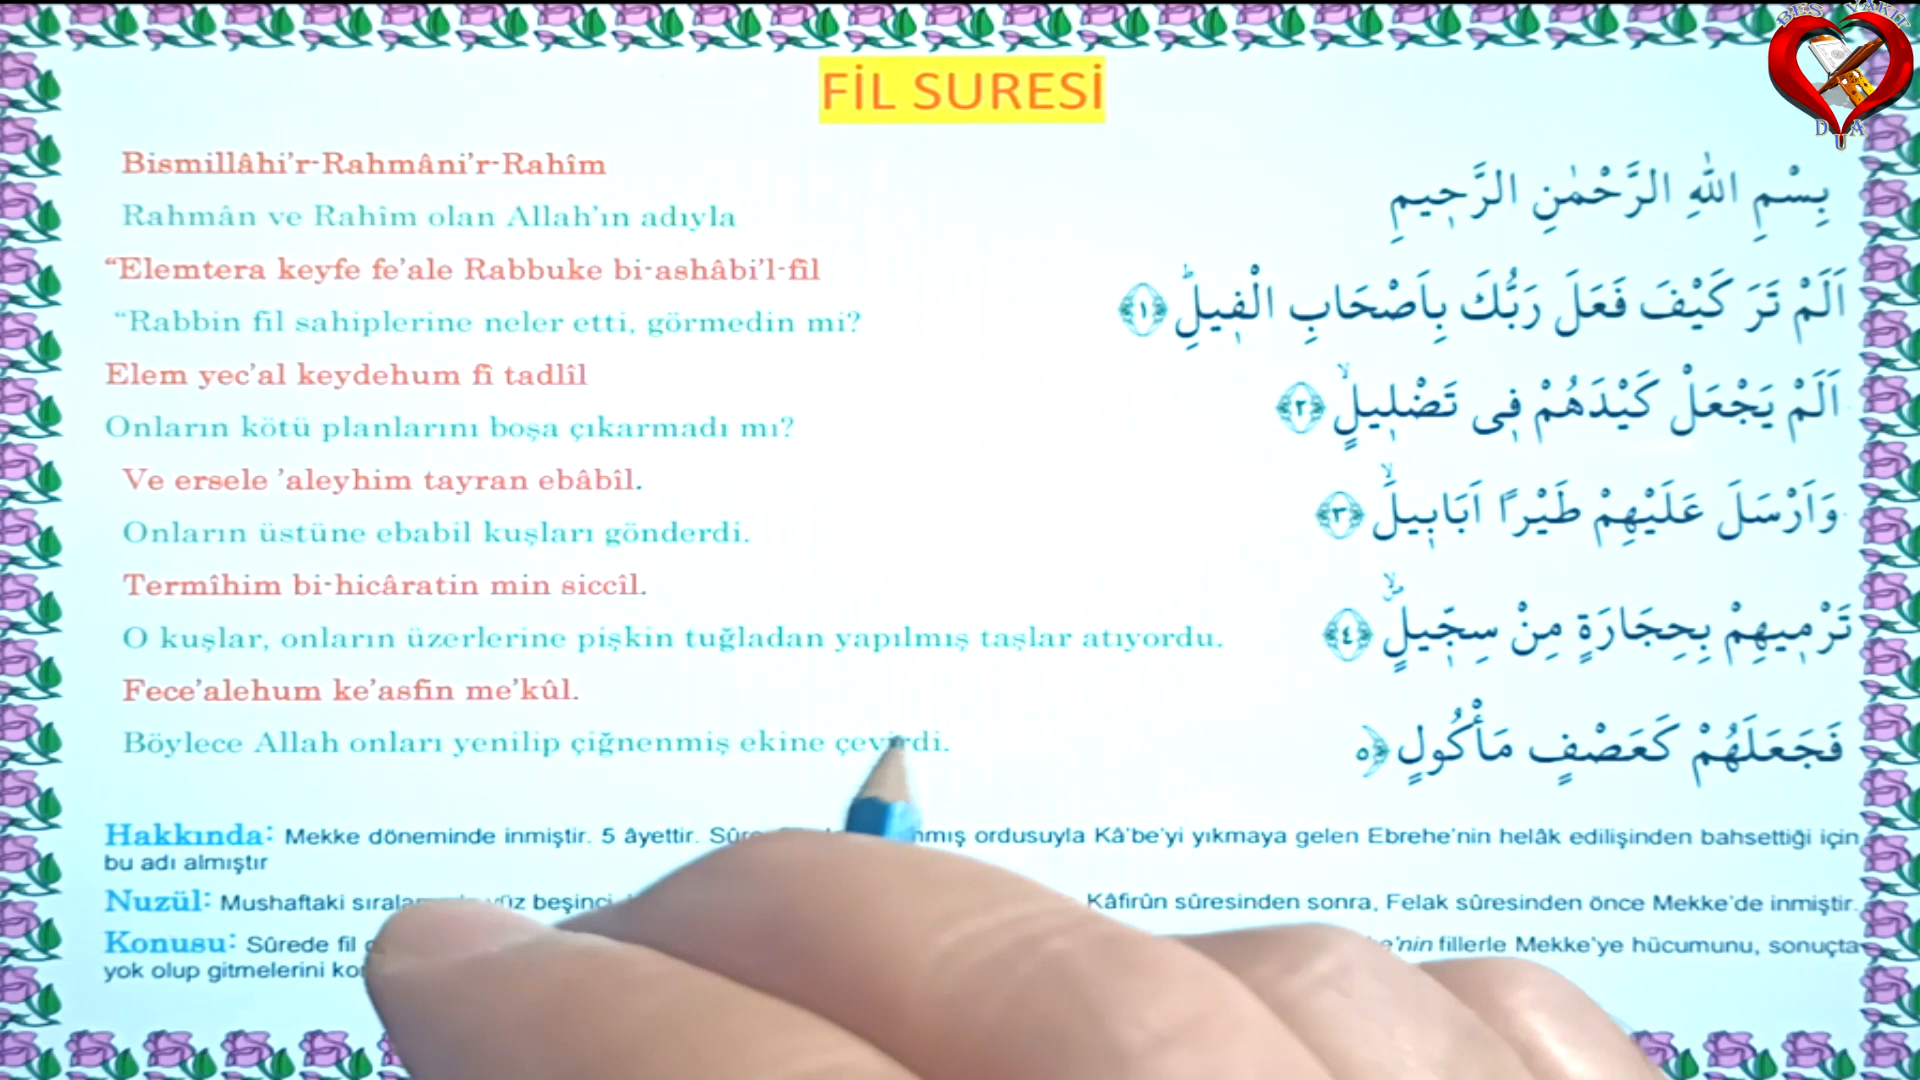 BEŞ VAKİT
DUA
FİL SURESİ
Bismillâhi’r-Rahmâni’r-Rahîm
Rahmân ve Rahîm olan Allah’ın adıyla
“Elemtera keyfe fe’ale Rabbuke bi-ashâbi’l-fîl
“Rabbin fil sahiplerine neler etti, görmedin mi?
Elem yec’al keydehum fî tadlîl
Onların kötü planlarını boşa çıkarmadı mı?
Ve ersele ’aleyhim tayran ebâbîl.
Onların üstüne ebabil kuşları gönderdi.
Termîhim bi-hicâratin min siccîl.
O kuşlar, onların üzerlerine pişkin tuğladan yapılmış taşlar atıyordu.
Fece’alehum ke’asfin me’kûl.
Böylece Allah onları yenilip çiğnenmiş ekine çevirdi.
بِسْمِ اللّٰهِ الرَّحْمٰنِ الرَّح۪يمِ
اَلَمْ تَرَ كَيْفَ فَعَلَ رَبُّكَ بِاَصْحَابِ الْف۪يلِۜ ﴿١﴾
اَلَمْ يَجْعَلْ كَيْدَهُمْ ف۪ي تَضْل۪يلٍۙ ﴿٢﴾
وَاَرْسَلَ عَلَيْهِمْ طَيْرًا اَبَاب۪يلَۙ ﴿٣﴾
تَرْم۪يهِمْ بِحِجَارَةٍ مِنْ سِجّ۪يلٍۙ ﴿٤﴾
فَجَعَلَهُمْ كَعَصْفٍ مَأْكُولٍ ﴿٥
Hakkında: Mekke döneminde inmiştir. 5 âyettir. ordusuyla Kâ’be’yi yıkmaya gelen Ebrehe’nin helâk edilişinden bahsettiği için
bu adı almıştır
Nuzül: Mushaftaki yüz beşinci Kâfirûn sûresinden sonra, Felak sûresinden önce Mekke’de inmiştir.
Konusu: Sûrede fil fillerle Mekke’ye hücumunu, sonuçta
yok olup gitmelerini